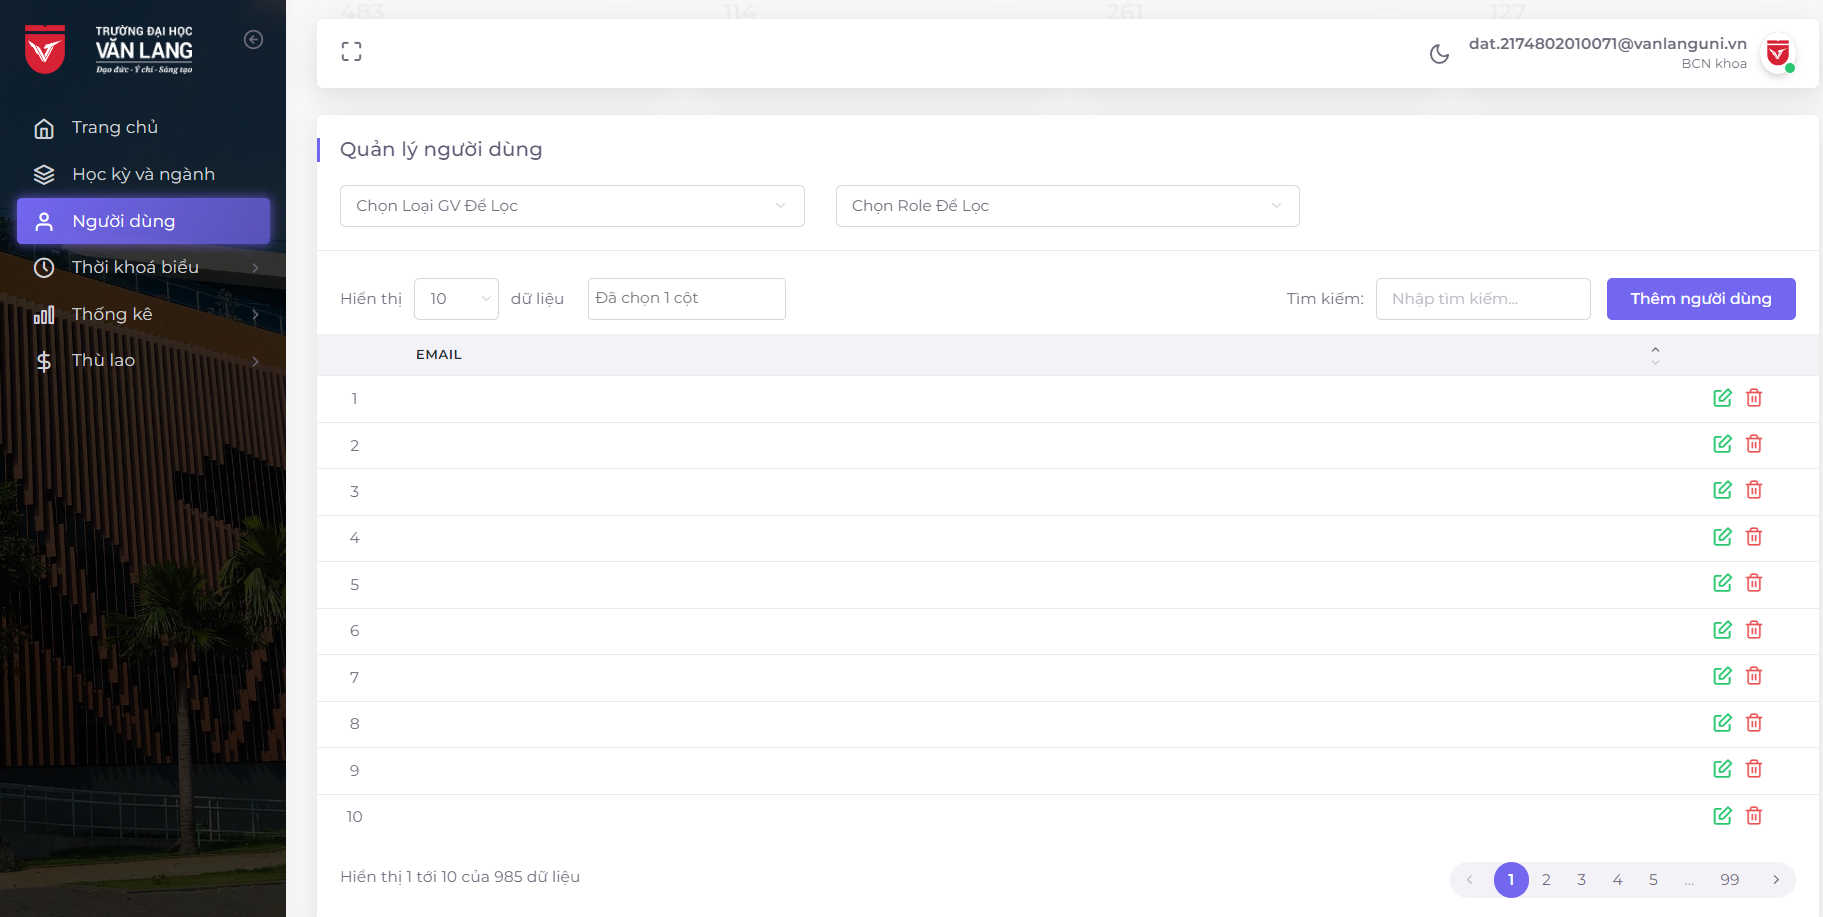 TRƯỜNG ĐẠI HỌC
VĂN LANG
Đạo đức - Ý chí - Sáng tạo
Trang chủ
Học kỳ và ngành
Người dùng
Thời khoá biểu
Thống kê
Thù lao
483 114 261 127
dat.2174802010071@vanlanguni.vn
BCN khoa
Quản lý người dùng
Chọn Loại GV Để Lọc
Chọn Role Để Lọc
Hiển thị 10 dữ liệu Đã chọn 1 cột Tìm kiếm: Nhập tìm kiếm... Thêm người dùng
EMAIL
1
2
3
4
5
6
7
8
9
10
Hiển thị 1 tới 10 của 985 dữ liệu
1 2 3 4 5 ... 99